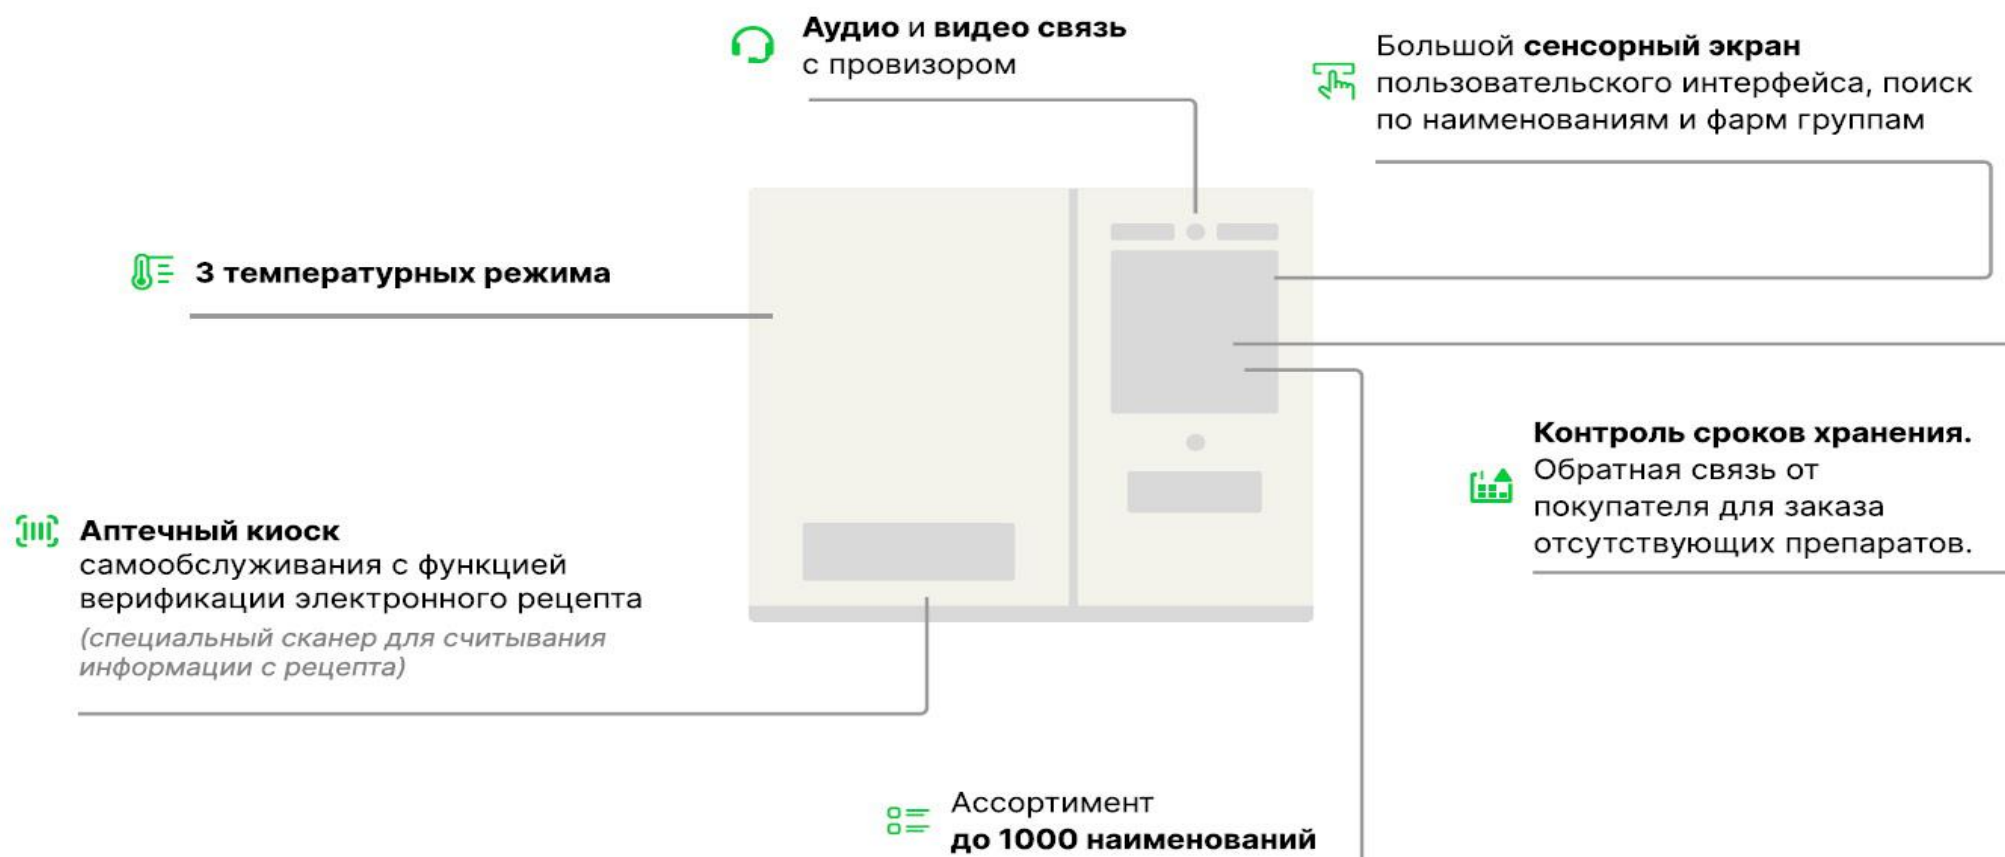 Аудио и видео связь
с провизором
Большой сенсорный экран
пользовательского интерфейса, поиск
по наименованиям и фарм группам
3 температурных режима
Контроль сроков хранения.
Обратная связь от
покупателя для заказа
отсутствующих препаратов.
Аптечный киоск
самообслуживания с функцией
верификации электронного рецепта
(специальный сканер для считывания
информации с рецепта)
Ассортимент
до 1000 наименований